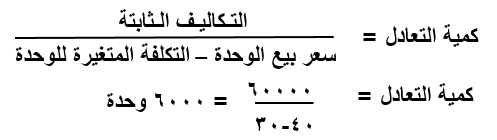 التكاليف الثابتة
كمية التعادل =
سعر بيع الوحدة – التكلفة المتغيرة للوحدة
٦٠٠٠٠
كمية التعادل = = ٦٠٠٠ وحدة
٣٠-٤٠